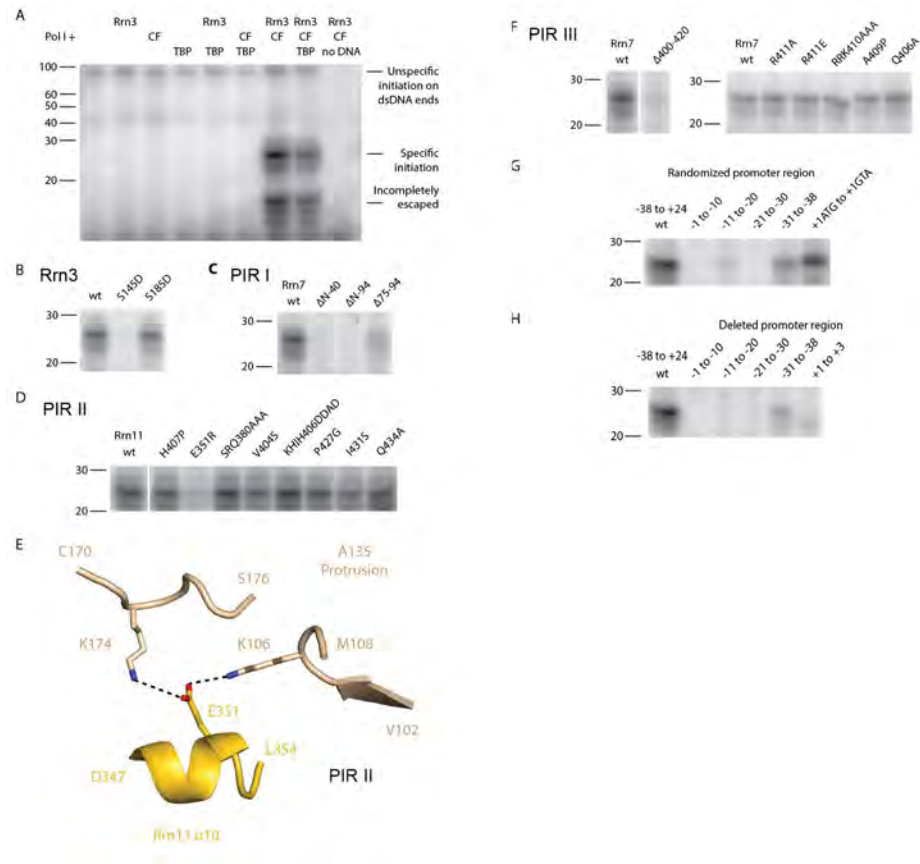 A
Pol I +
Rrn3
CF
TBP
Rrn3
TBP
CF
TBP
Rrn3
CF
Rrn3
CF
TBP
Rrn3
CF
no DNA
100
60
50
40
30
20
Unspecific
initiation on
dsDNA ends
Specific
initiation
Incompletely
escaped
B
Rrn3
wt
S145D
S185D
30
20
C
PIR I
Rrn7
wt
ΔN-40
ΔN-94
Δ75-94
30
20
D
PIR II
Rrn11
wt
H407P
E351R
SRQ380AAA
V404S
KHIH406DDAD
P427G
I431S
Q434A
30
20
E
C170
S176
A135
Protrusion
K174
K106
M108
E351
V102
L354
D347
PIR II
Rrn11 α10
F
PIR III
Rrn7
wt
Δ400-420
30
20
Rrn7
wt
R411A
R411E
RRK410AAA
A409P
Q406A
30
20
G
Randomized promoter region
-38 to +24
wt
-1 to -10
-11 to -20
-21 to -30
-31 to -38
+1ATG to +1GTA
30
20
H
Deleted promoter region
-38 to +24
wt
-1 to -10
-11 to -20
-21 to -30
-31 to -38
+1 to +3
30
20